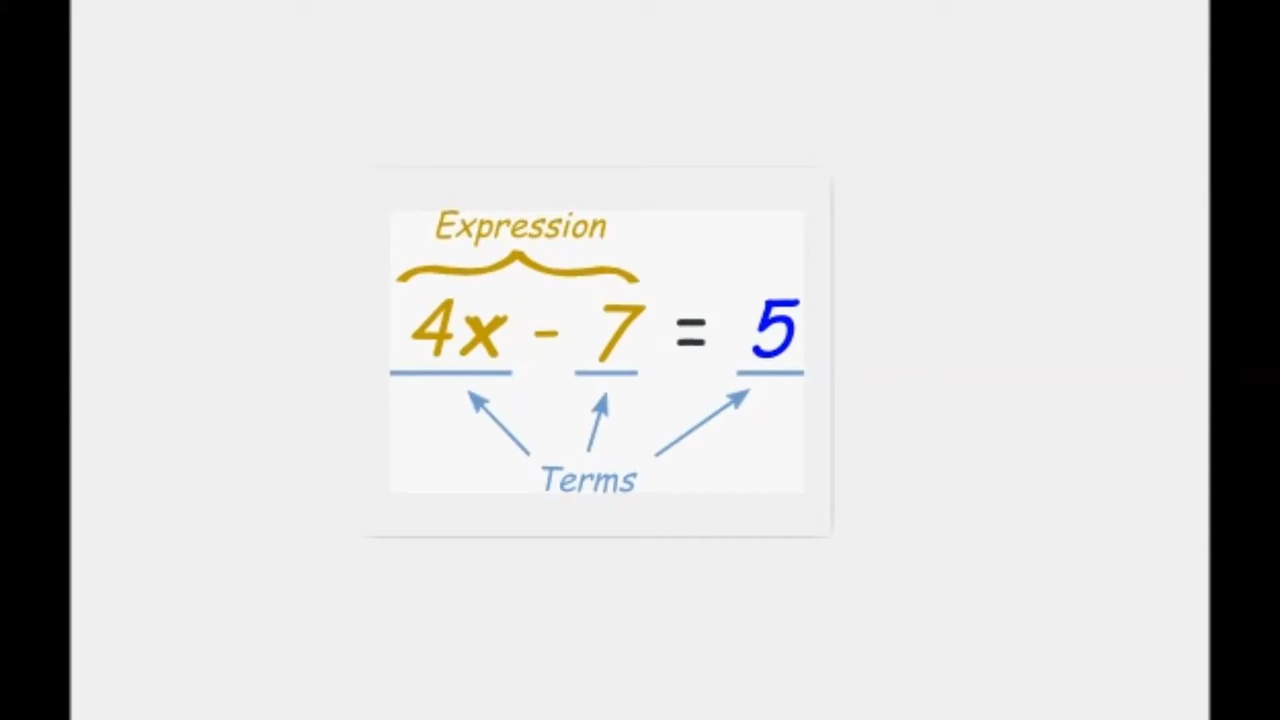 Expression
4x - 7 = 5
Terms